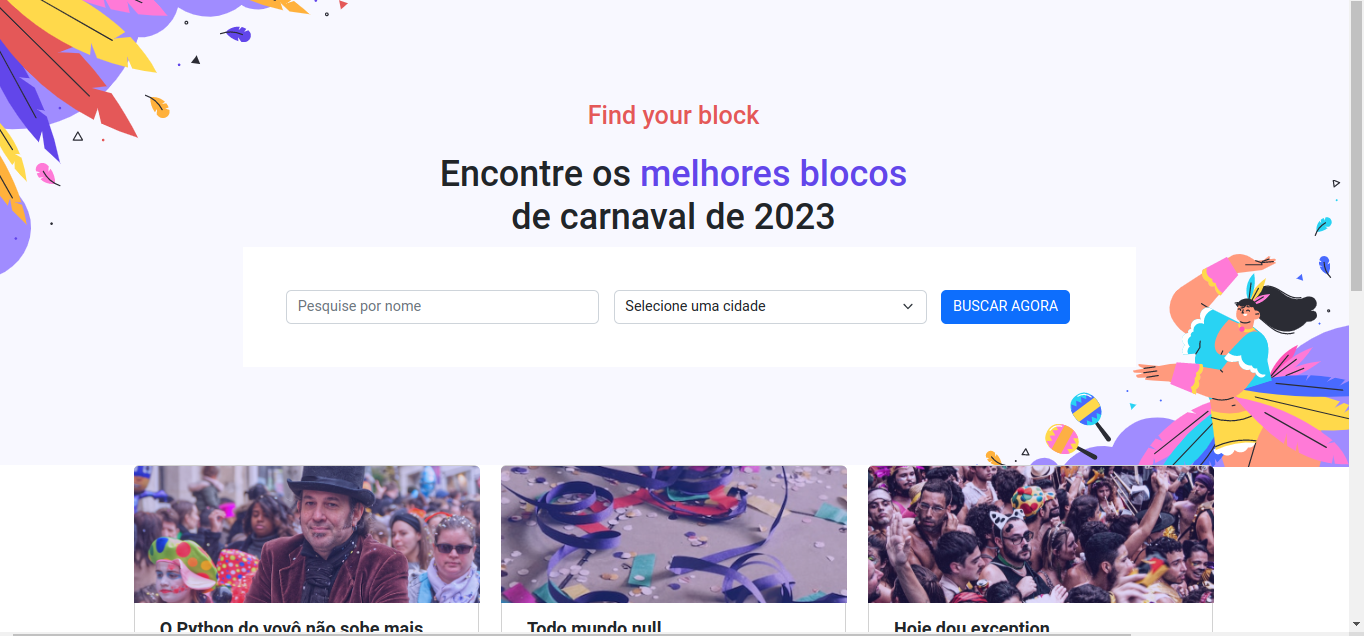 Find your block
Encontre os melhores blocos
de carnaval de 2023
Pesquise por nome
Selecione uma cidade
BUSCAR AGORA
O Python do vovô não sobe mais
Todo mundo null
Hoje dou exception